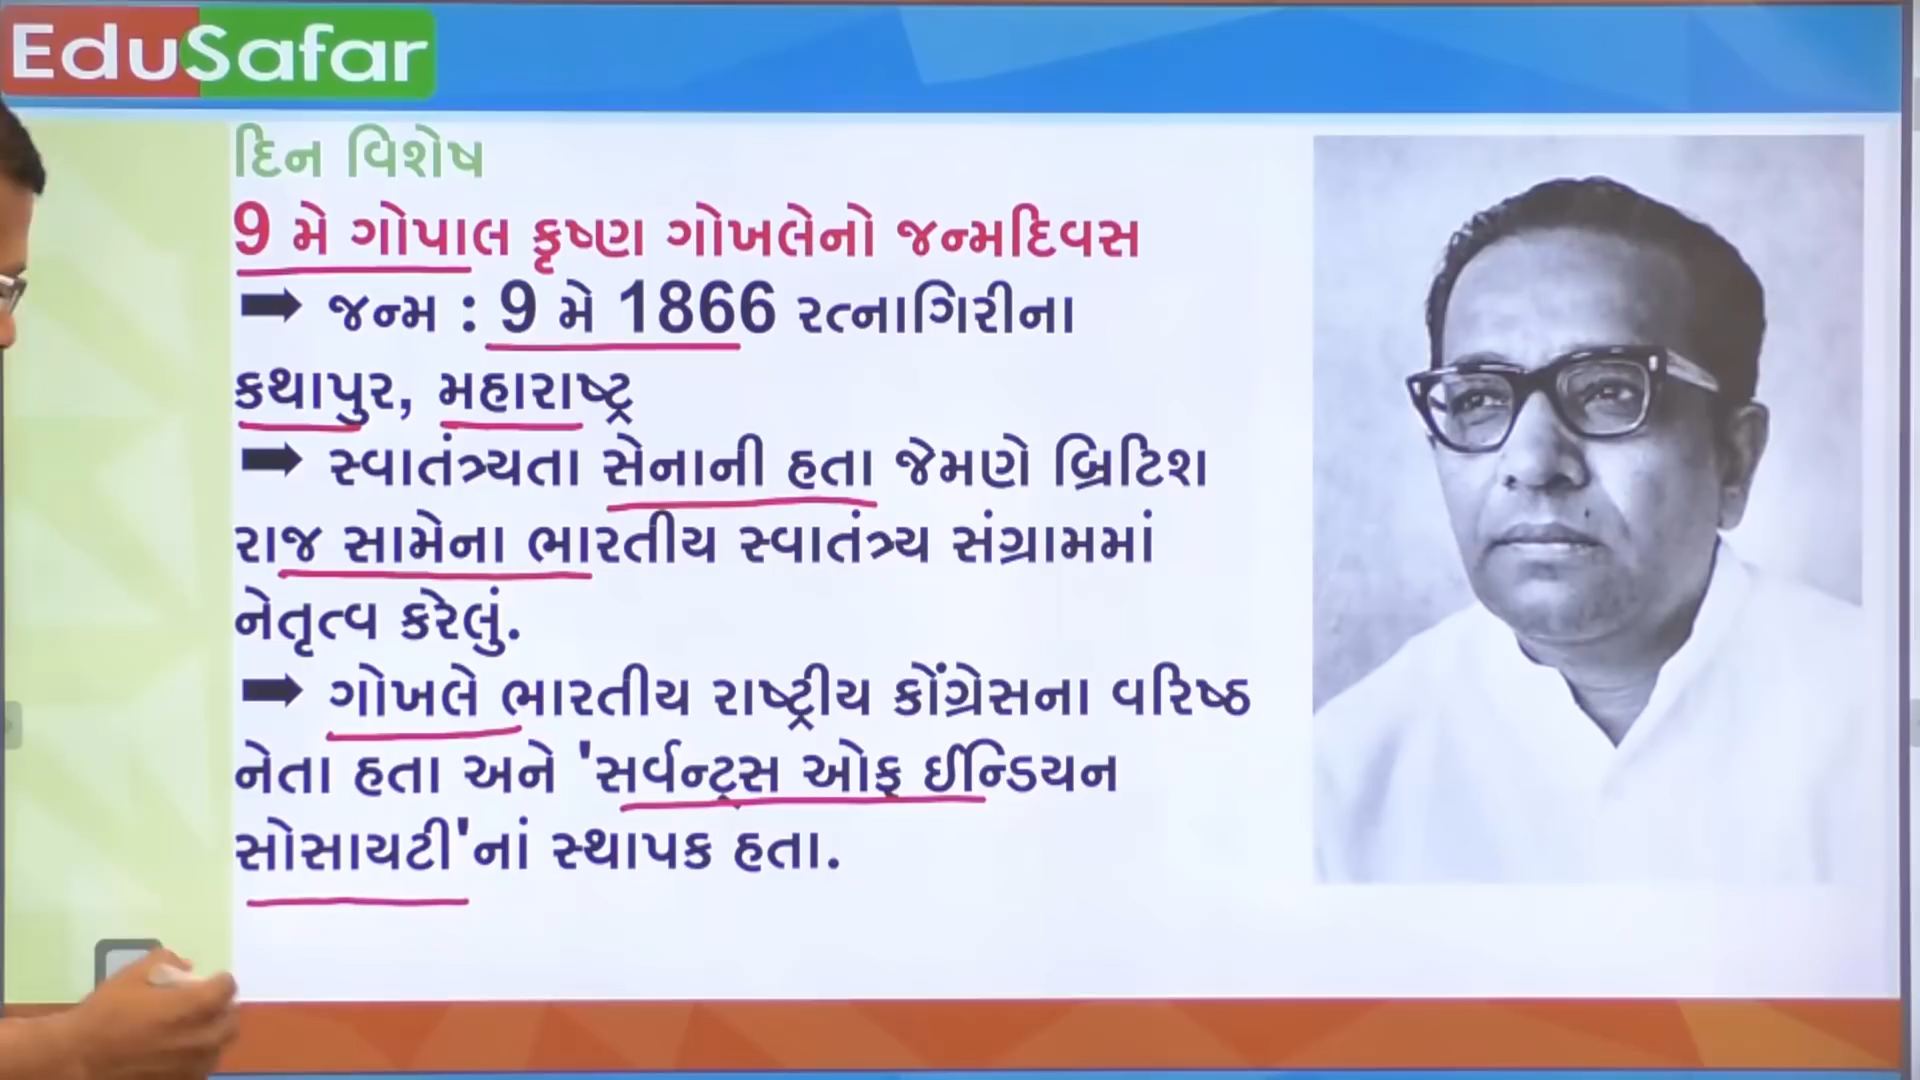 EduSafar
દિન વિશેષ
9 મે ગોપાલ કૃષ્ણ ગોખલેનો જન્મદિવસ
➡ જન્મ : 9 મે 1866 રત્નાગિરીના
કથાપુર, મહારાષ્ટ્ર
➡ સ્વાતંત્ર્યતા સેનાની હતા જેમણે બ્રિટિશ
રાજ સામેના ભારતીય સ્વાતંત્ર્ય સંગ્રામમાં
નેતૃત્વ કરેલું.
➡ ગોખલે ભારતીય રાષ્ટ્રીય કોંગ્રેસના વરિષ્ઠ
નેતા હતા અને 'સર્વન્ટ્સ ઓફ ઈન્ડિયન
સોસાયટી'નાં સ્થાપક હતા.